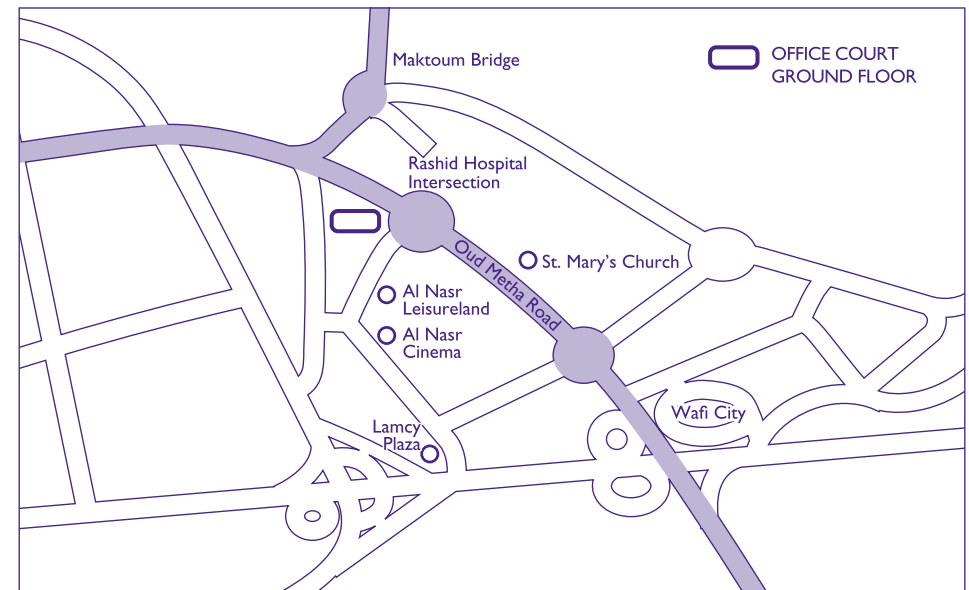 Maktoum Bridge
OFFICE COURT
GROUND FLOOR
Rashid Hospital
Intersection
Oud Metha Road
St. Mary's Church
Al Nasr
Leisureland
Al Nasr
Cinema
Wafi City
Lamcy
Plaza